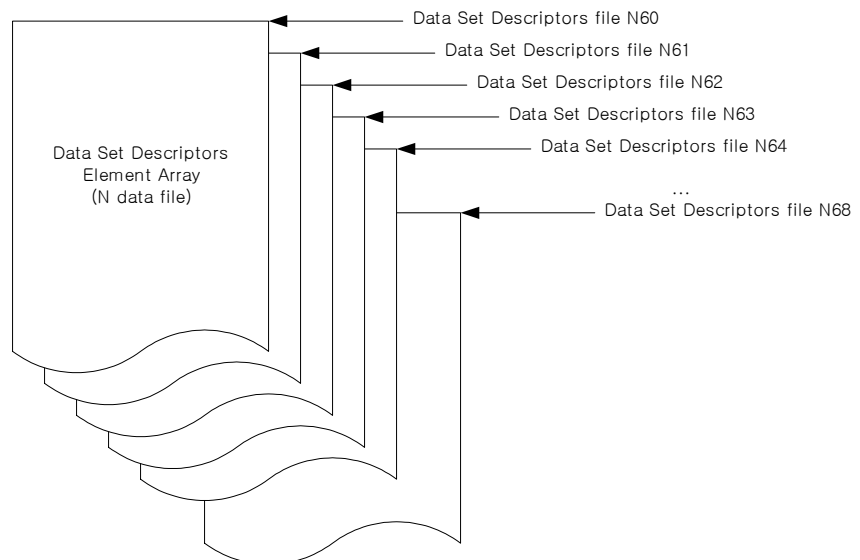 Data Set Descriptors file N60
Data Set Descriptors file N61
Data Set Descriptors file N62
Data Set Descriptors file N63
Data Set Descriptors file N64
...
Data Set Descriptors file N68
Data Set Descriptors
Element Array
(N data file)